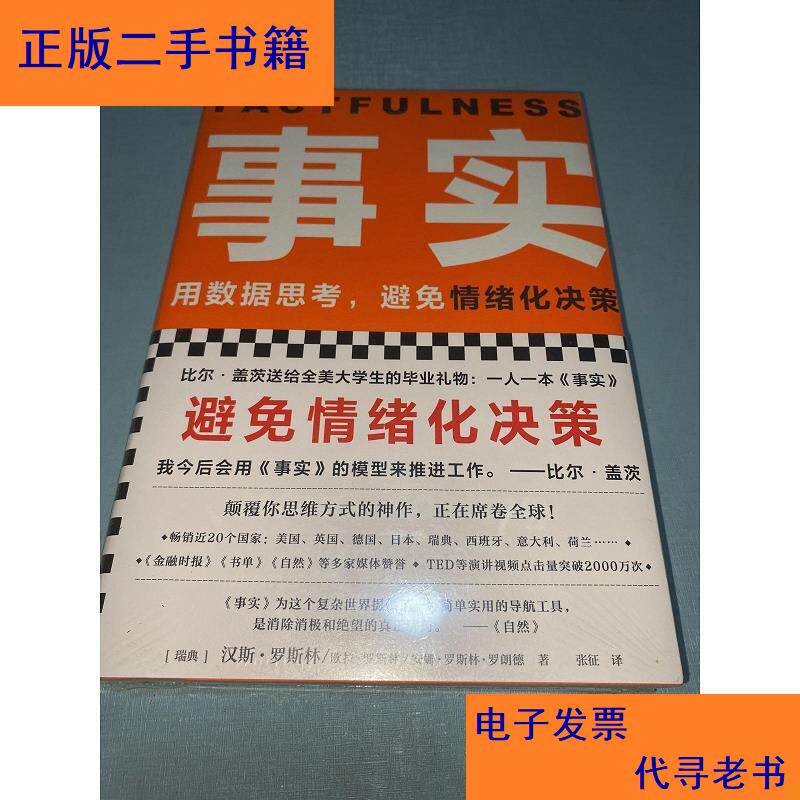 正版二手书籍
FACTFULNESS
事实
用数据思考，避免情绪化决策
比尔·盖茨送给全美大学生的毕业礼物：一人一本《事实》
避免情绪化决策
我今后会用《事实》的模型来推进工作。 ——比尔·盖茨
颠覆你思维方式的神作，正在席卷全球！
畅销近20个国家：美国、英国、德国、日本、瑞典、西班牙、意大利、荷兰……
《金融时报》《书单》《自然》等多家媒体赞誉 ◆ TED等演讲视频点击量突破2000万次
《事实》为这个复杂世界提 简单实用的导航工具，
是消除消极和绝望的真正 ——《自然》
［瑞典］ 汉斯·罗斯林/欧拉·罗斯林/安娜·罗斯林·罗朗德 著 张征 译
电子发票
代寻老书